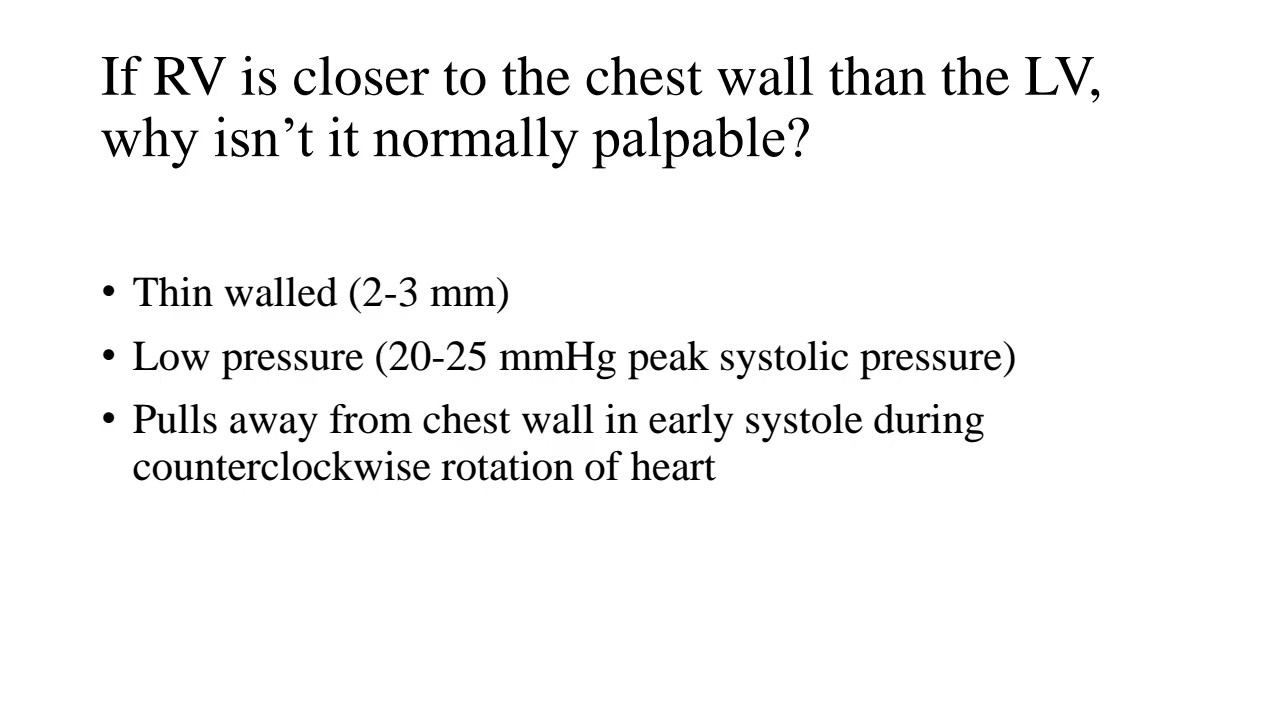 If RV is closer to the chest wall than the LV,
why isn’t it normally palpable?
• Thin walled (2-3 mm)
• Low pressure (20-25 mmHg peak systolic pressure)
• Pulls away from chest wall in early systole during
counterclockwise rotation of heart